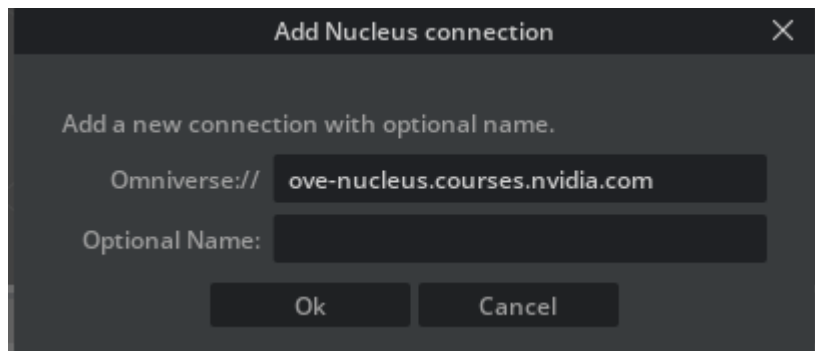 Add Nucleus connection
Add a new connection with optional name.
Omniverse:// ove-nucleus.courses.nvidia.com
Optional Name:
Ok Cancel